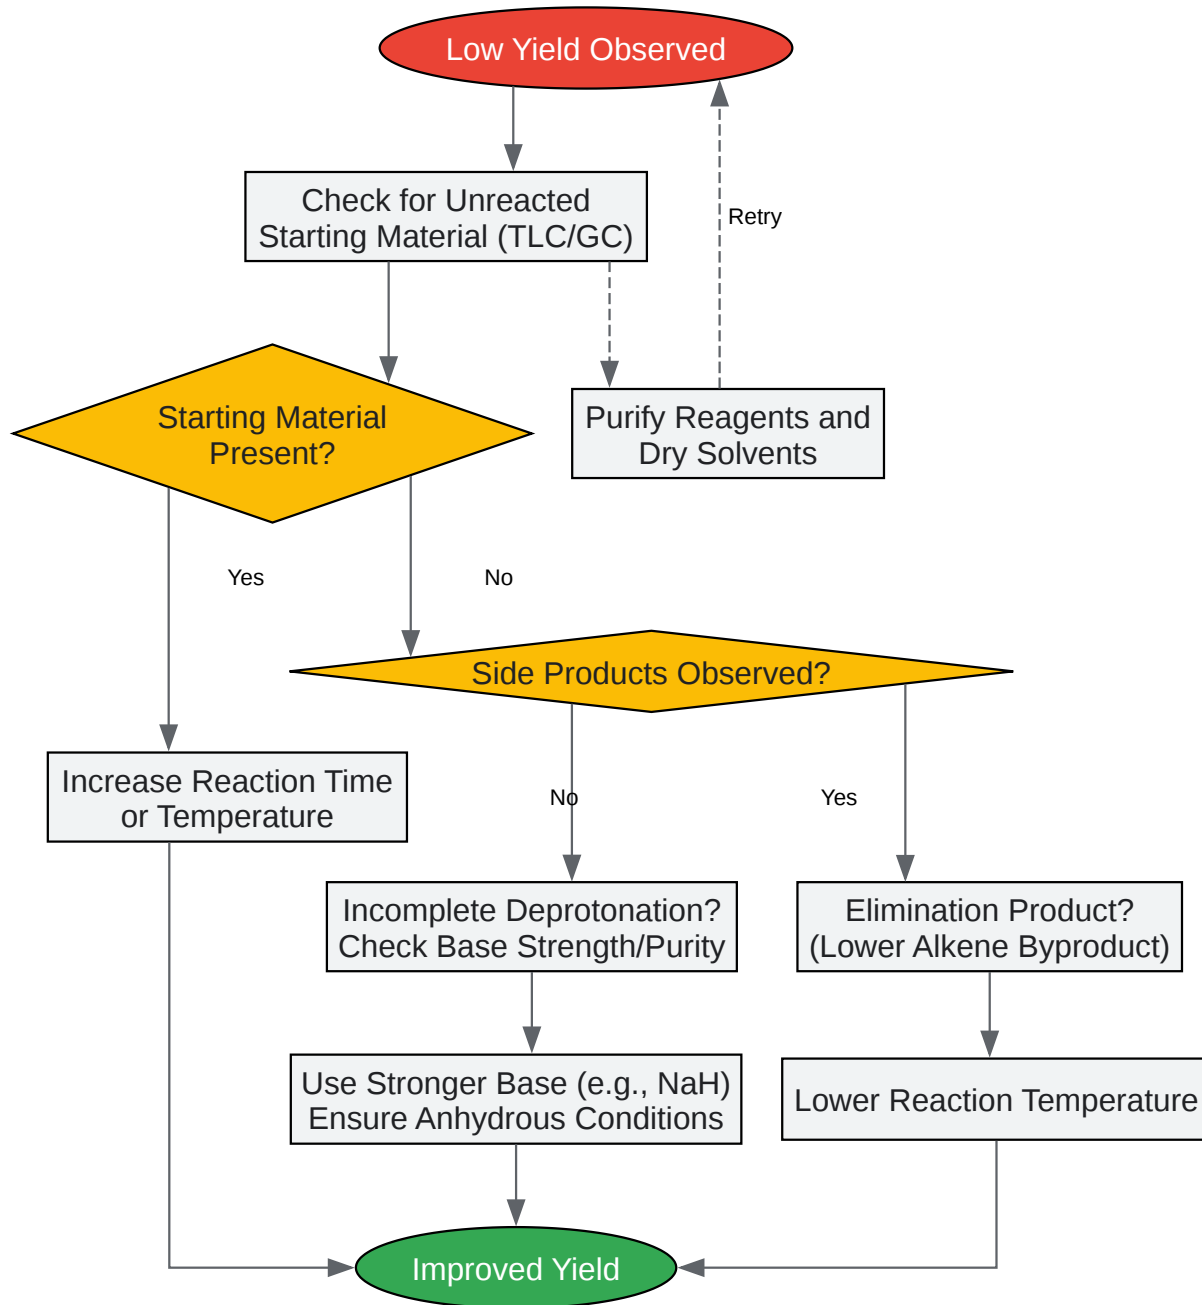 Low Yield Observed
Check for Unreacted
Starting Material (TLC/GC)
Retry
Starting Material
Present?
Purify Reagents and
Dry Solvents
Yes
No
Side Products Observed?
Increase Reaction Time
or Temperature
No
Yes
Incomplete Deprotonation?
Check Base Strength/Purity
Elimination Product?
(Lower Alkene Byproduct)
Use Stronger Base (e.g., NaH)
Ensure Anhydrous Conditions
Lower Reaction Temperature
Improved Yield